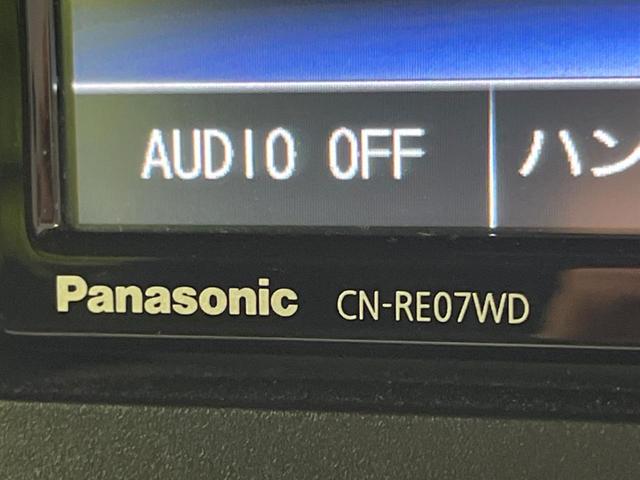 AUDIO OFF ハン
Panasonic CN-RE07WD